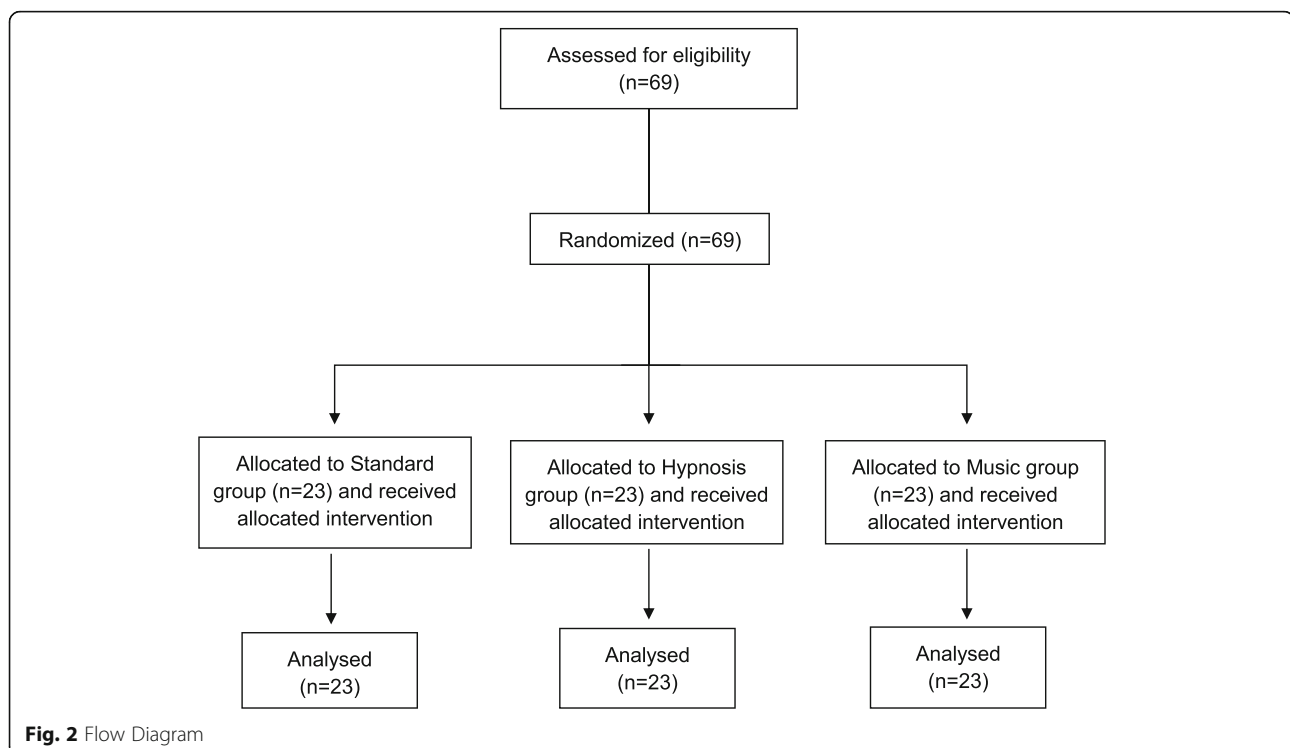 Assessed for eligibility
(n=69)
Randomized (n=69)
Allocated to Standard
group (n=23) and received
allocated intervention
Allocated to Hypnosis
group (n=23) and received
allocated intervention
Allocated to Music group
(n=23) and received
allocated intervention
Analysed
(n=23)
Analysed
(n=23)
Analysed
(n=23)
Fig. 2 Flow Diagram